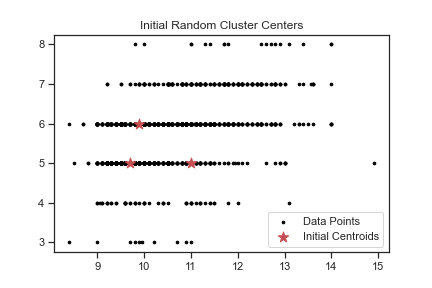 Initial Random Cluster Centers
8
7
6
5
4
3
Data Points
Initial Centroids
9 10 11 12 13 14 15